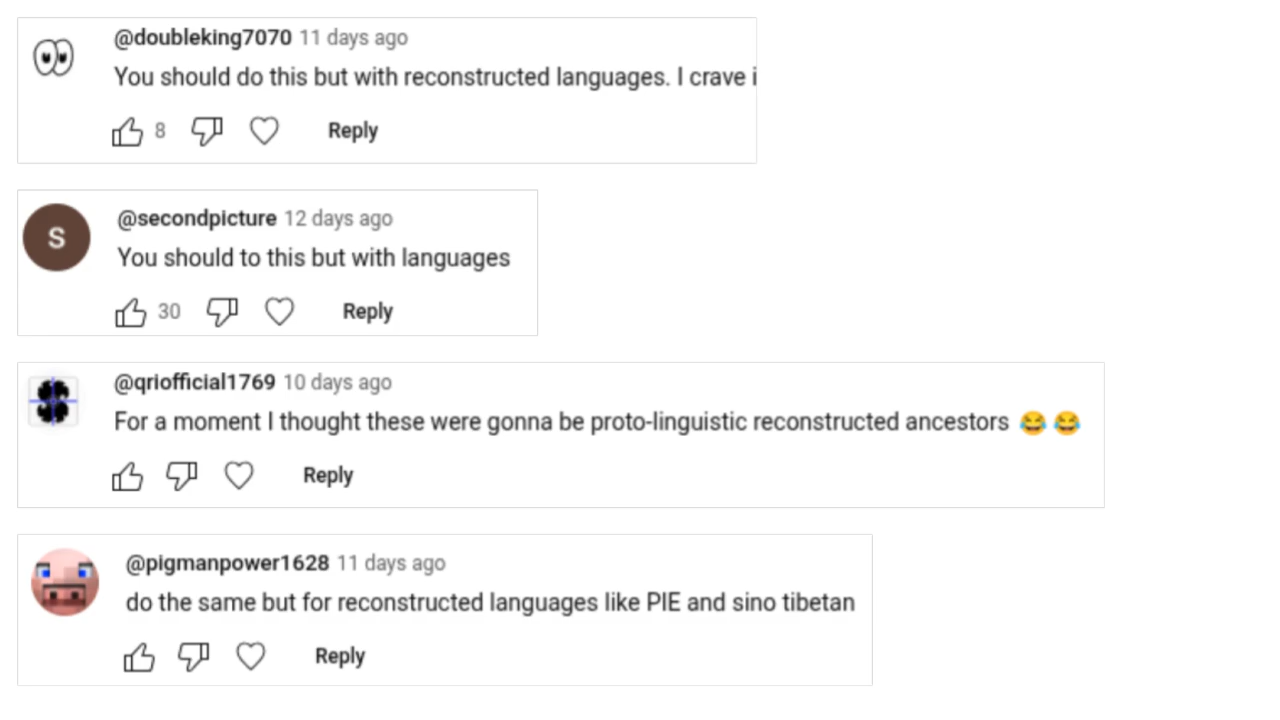 @doubleking7070 11 days ago
You should do this but with reconstructed languages. I crave
8 Reply
S
@secondpicture 12 days ago
You should to this but with languages
30 Reply
@qriofficial1769 10 days ago
For a moment I thought these were gonna be proto-linguistic reconstructed ancestors 😂 😂
Reply
@pigmanpower1628 11 days ago
do the same but for reconstructed languages like PIE and sino tibetan
Reply